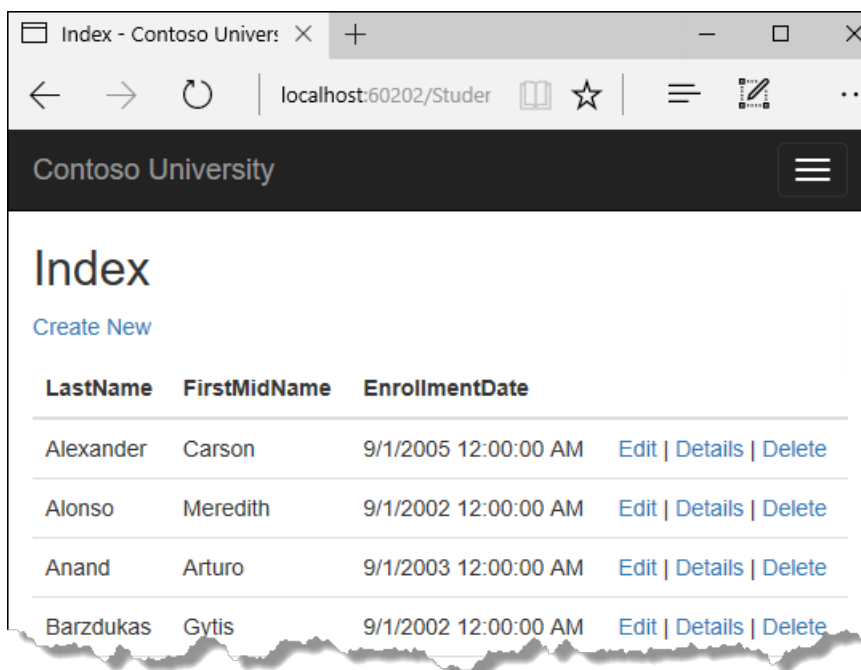 Index - Contoso Univers
localhost:60202/Studer
Contoso University
Index
Create New
LastName FirstMidName EnrollmentDate
Alexander Carson 9/1/2005 12:00:00 AM Edit | Details | Delete
Alonso Meredith 9/1/2002 12:00:00 AM Edit | Details | Delete
Anand Arturo 9/1/2003 12:00:00 AM Edit | Details | Delete
Barzdukas Gytis 9/1/2002 12:00:00 AM Edit | Details | Delete